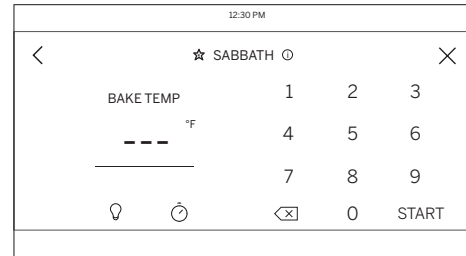 12:30 PM
SABBATH
BAKE TEMP
---
°F
1 2 3
4 5 6
7 8 9
0 START